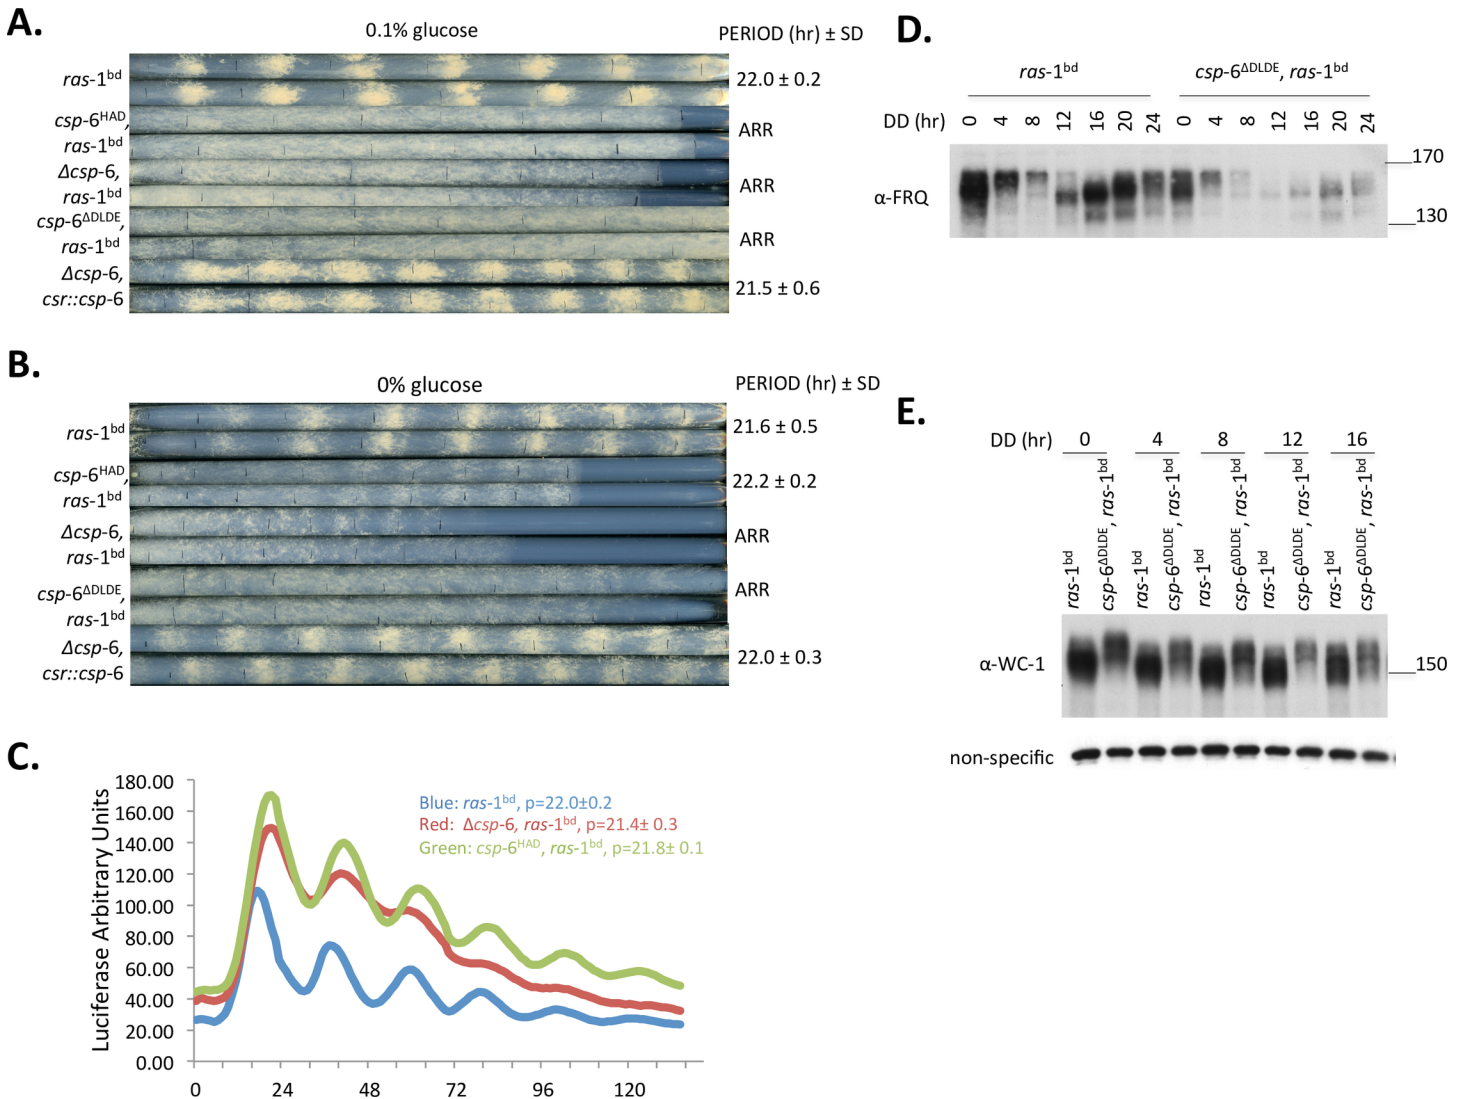 A.
0.1% glucose
PERIOD (hr) ± SD
ras-1bd
22.0 ± 0.2
csp-6HAD,
ras-1bd
ARR
Δcsp-6,
ras-1bd
ARR
csp-6ΔDLDE,
ras-1bd
ARR
Δcsp-6,
csr::csp-6
21.5 ± 0.6
B.
0% glucose
PERIOD (hr) ± SD
ras-1bd
21.6 ± 0.5
csp-6HAD,
ras-1bd
22.2 ± 0.2
Δcsp-6,
ras-1bd
ARR
csp-6ΔDLDE,
ras-1bd
ARR
Δcsp-6,
csr::csp-6
22.0 ± 0.3
C.
Luciferase Arbitrary Units
180.00
160.00
140.00
120.00
100.00
80.00
60.00
40.00
20.00
0.00
0 24 48 72 96 120
Blue: ras-1bd, p=22.0±0.2
Red: Δcsp-6, ras-1bd, p=21.4± 0.3
Green: csp-6HAD, ras-1bd, p=21.8± 0.1
D.
ras-1bd csp-6ΔDLDE, ras-1bd
DD (hr) 0 4 8 12 16 20 24 0 4 8 12 16 20 24
α-FRQ
170
130
E.
DD (hr) 0 4 8 12 16
ras-1bd csp-6ΔDLDE, ras-1bd ras-1bd csp-6ΔDLDE, ras-1bd ras-1bd csp-6ΔDLDE, ras-1bd ras-1bd csp-6ΔDLDE, ras-1bd ras-1bd csp-6ΔDLDE, ras-1bd
α-WC-1
150
non-specific